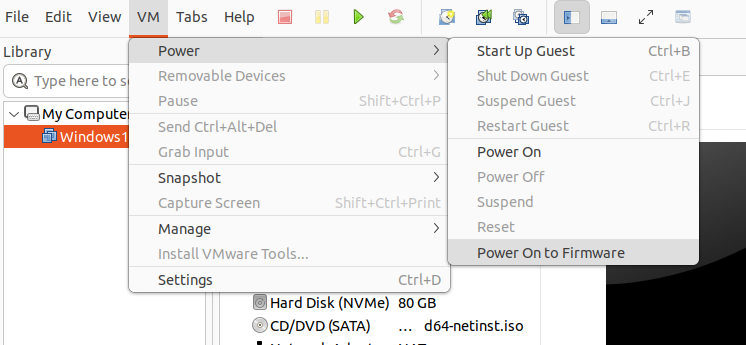 File Edit View VM Tabs Help
Library
Type here to se
My Compute
Windows1
Power
Removable Devices
Pause Shift+Ctrl+P
Send Ctrl+Alt+Del
Grab Input Ctrl+G
Snapshot
Capture Screen Shift+Ctrl+Print
Manage
Install VMware Tools...
Settings Ctrl+D
Start Up Guest Ctrl+B
Shut Down Guest Ctrl+E
Suspend Guest Ctrl+J
Restart Guest Ctrl+R
Power On
Power Off
Suspend
Reset
Power On to Firmware
Hard Disk (NVMe) 80 GB
CD/DVD (SATA) ... d64-netinst.iso